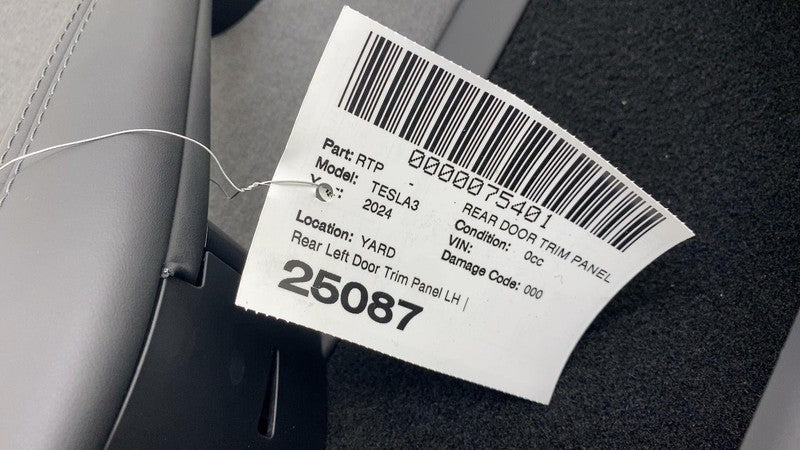 0000075401
Part: RTP - REAR DOOR TRIM PANEL
Model: TESLA3 Condition: 0cc
2024 VIN:
Damage Code: 000
Location: YARD
Rear Left Door Trim Panel LH |
25087